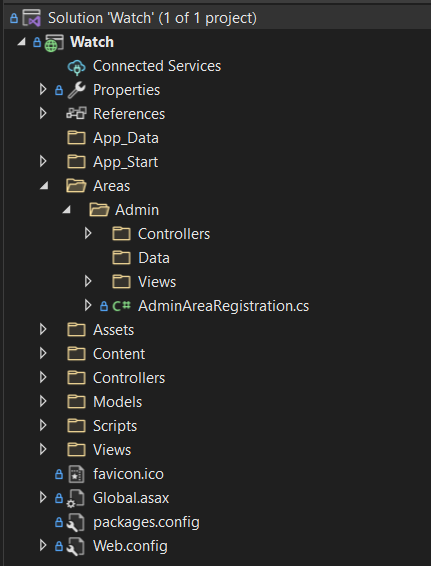 Solution 'Watch' (1 of 1 project)
Watch
Connected Services
Properties
References
App_Data
App_Start
Areas
Admin
Controllers
Data
Views
C# AdminAreaRegistration.cs
Assets
Content
Controllers
Models
Scripts
Views
favicon.ico
Global.asax
packages.config
Web.config